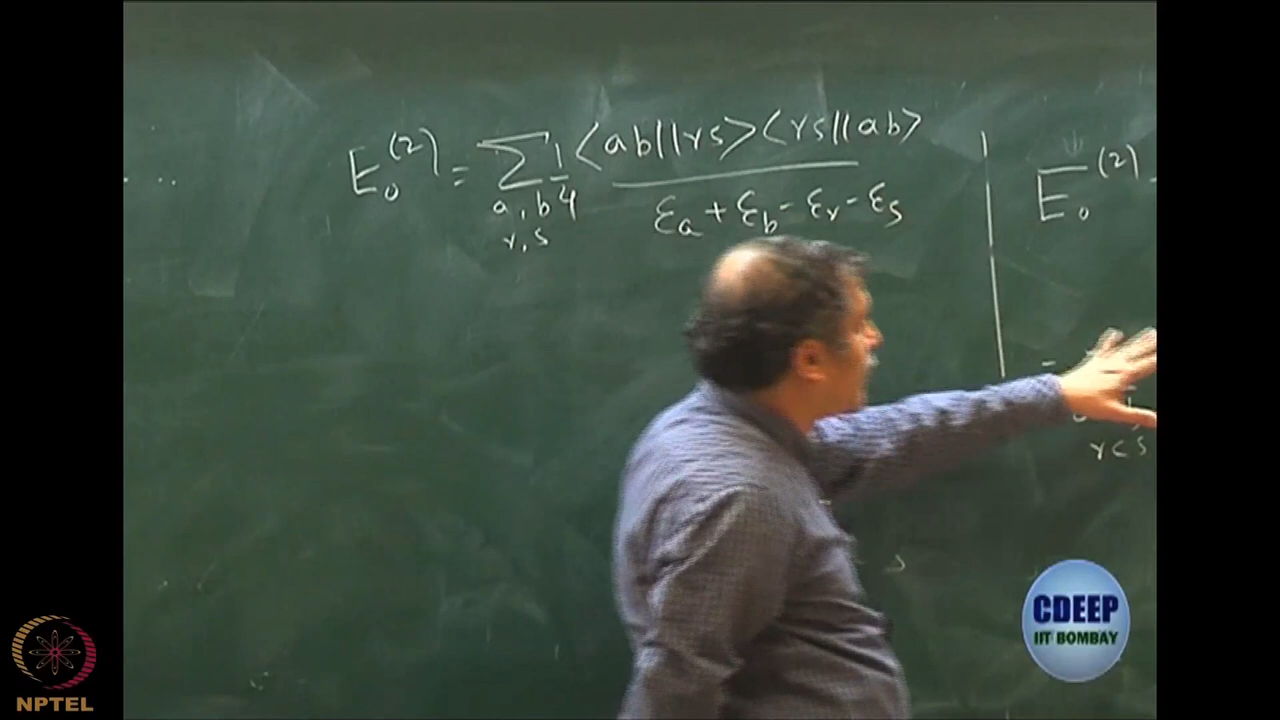 E₀⁽²⁾ = Σ 1/4 <ab||rs><rs||ab>
a, b
r, s
εa + εb - εr - εs
E₀⁽²⁾
r<s
CDEEP
IIT BOMBAY
NPTEL